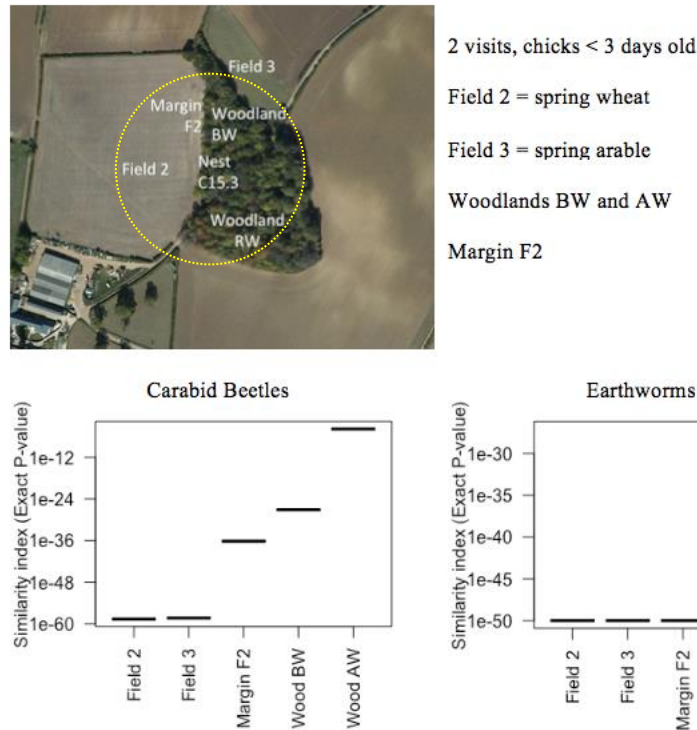 2 visits, chicks < 3 days old
Field 2 = spring wheat
Field 3 = spring arable
Woodlands BW and AW
Margin F2
Field 3
Margin
F2
Woodland
BW
Field 2
Nest
C15.3
Woodland
RW
Carabid Beetles
Similarity index (Exact P-value)
1e-12
1e-24
1e-36
1e-48
1e-60
Field 2
Field 3
Margin F2
Wood BW
Wood AW
Earthworms
Similarity index (Exact P-value)
1e-30
1e-35
1e-40
1e-45
1e-50
Field 2
Field 3
Margin F2